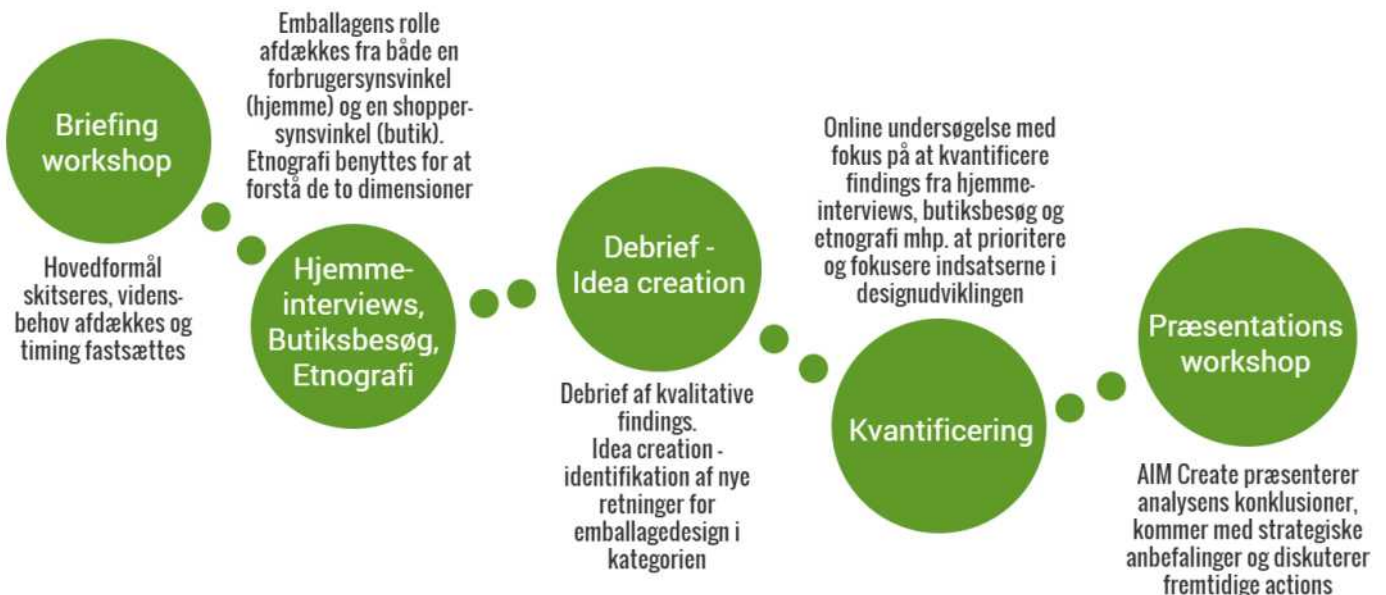 Briefing
workshop
Hovedformål
skitseres, videns-
behov afdækkes og
timing fastsættes
Emballagens rolle
afdækkes fra både en
forbrugersynsvinkel
(hjemme) og en shopper-
synsvinkel (butik).
Etnografi benyttes for at
forstå de to dimensioner
Hjemme-
interviews,
Butiksbesøg,
Etnografi
Debrief -
Idea creation
Debrief af kvalitative
findings.
Idea creation -
identifikation af nye
retninger for
emballagedesign i
kategorien
Online undersøgelse med
fokus på at kvantificere
findings fra hjemme-
interviews, butiksbesøg og
etnografi mhp. at prioritere
og fokusere indsatserne i
designudviklingen
Kvantificering
Præsentations
workshop
AIM Create præsenterer
analysens konklusioner,
kommer med strategiske
anbefalinger og diskuterer
fremtidige actions